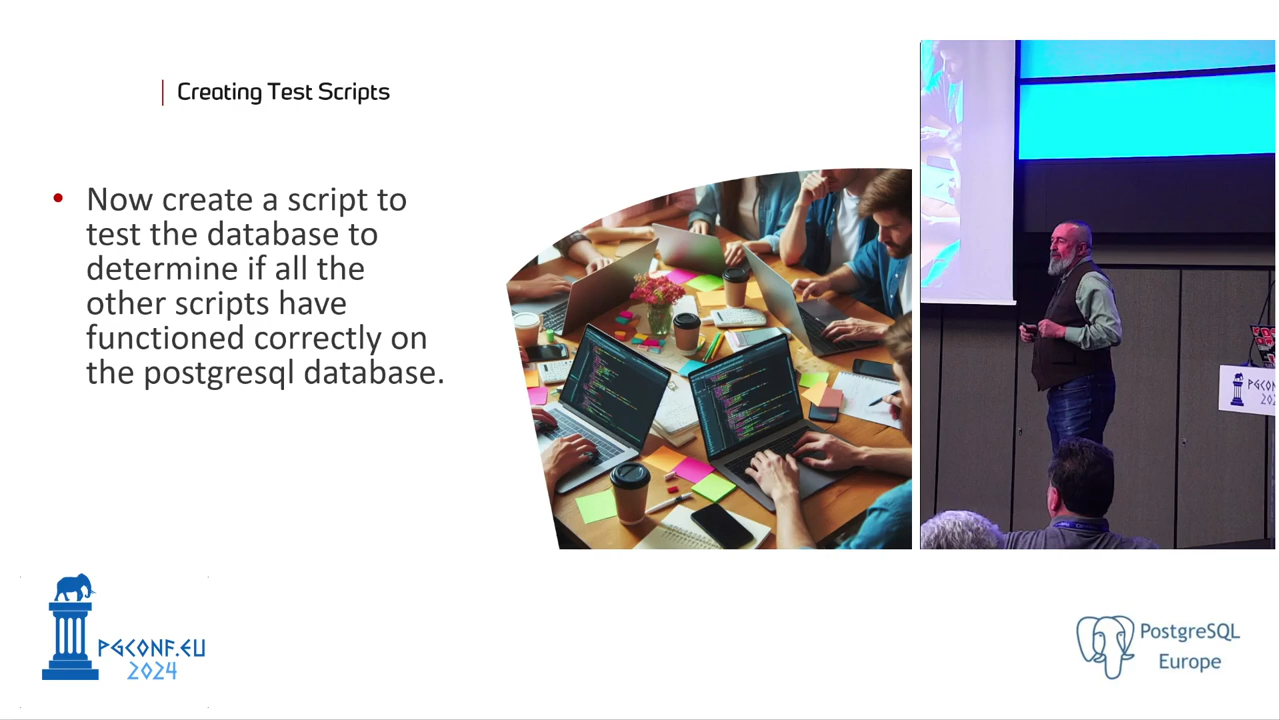 Creating Test Scripts
• Now create a script to
test the database to
determine if all the
other scripts have
functioned correctly on
the postgresql database.
PGCONF.EU
2024
PostgreSQL
Europe